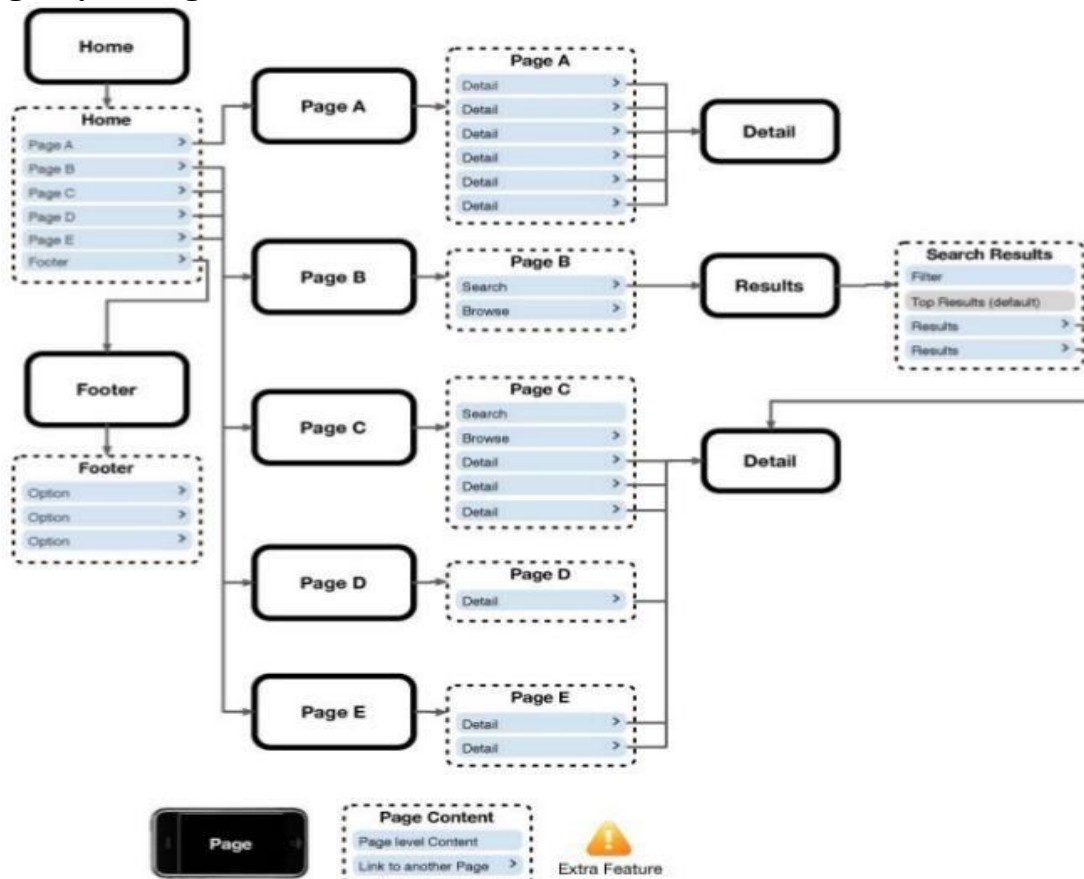 Home
Home
Page A
Page B
Page C
Page D
Page E
Footer
Footer
Footer
Option
Option
Option
Page A
Page A
Detail
Detail
Detail
Detail
Detail
Detail
Detail
Page B
Page B
Search
Browse
Results
Search Results
Filter
Top Results (default)
Results
Results
Page C
Page C
Search
Browse
Detail
Detail
Detail
Detail
Page D
Page D
Detail
Page E
Page E
Detail
Detail
Page
Page Content
Page level Content
Link to another Page
Extra Feature